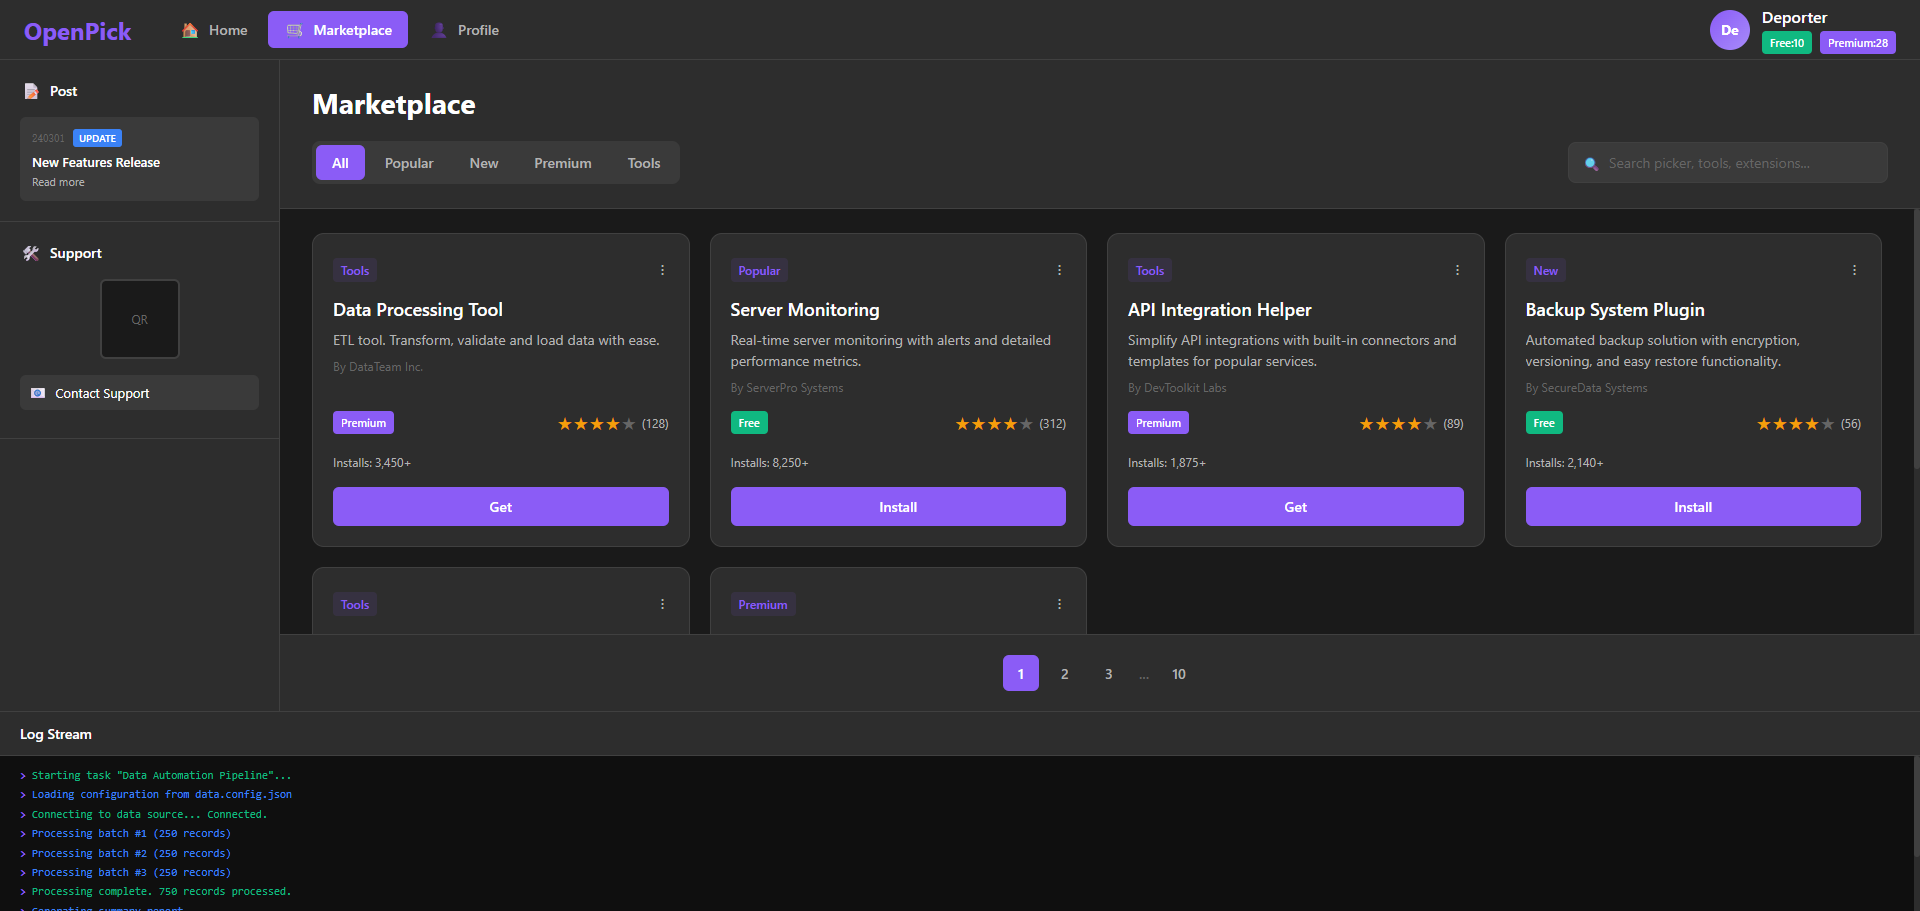 OpenPick
Home
Marketplace
Profile
De
Deporter
Free:10
Premium:28
Post
240301
UPDATE
New Features Release
Read more
Support
QR
Contact Support
Marketplace
All
Popular
New
Premium
Tools
Search picker, tools, extensions...
Tools
Data Processing Tool
ETL tool. Transform, validate and load data with ease.
By DataTeam Inc.
Premium
★★★★★ (128)
Installs: 3,450+
Get
Popular
Server Monitoring
Real-time server monitoring with alerts and detailed
performance metrics.
By ServerPro Systems
Free
★★★★★ (312)
Installs: 8,250+
Install
Tools
API Integration Helper
Simplify API integrations with built-in connectors and
templates for popular services.
By DevToolkit Labs
Premium
★★★★★ (89)
Installs: 1,875+
Get
New
Backup System Plugin
Automated backup solution with encryption,
versioning, and easy restore functionality.
By SecureData Systems
Free
★★★★★ (56)
Installs: 2,140+
Install
Tools
Premium
1
2
3
...
10
Log Stream
> Starting task "Data Automation Pipeline"...
> Loading configuration from data.config.json
> Connecting to data source... Connected.
> Processing batch #1 (250 records)
> Processing batch #2 (250 records)
> Processing batch #3 (250 records)
> Processing complete. 750 records processed.
> Generating summary report